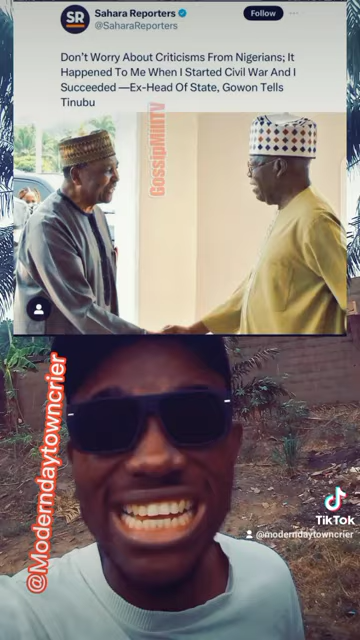 SR
Sahara Reporters
@SaharaReporters
Follow
Don't Worry About Criticisms From Nigerians; It
Happened To Me When I Started Civil War And I
Succeeded —Ex-Head Of State, Gowon Tells
Tinubu
GossipMillTV
@Moderndaytowncrier
TikTok
@moderndaytowncrier